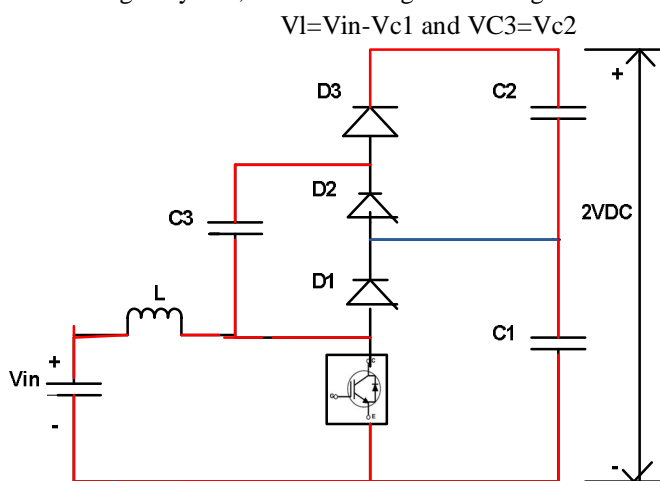 Vl=Vin-Vc1 and VC3=Vc2
D3
C2
+
D2
C3
2VDC
D1
L
C1
+
Vin
-
C
G
E
-